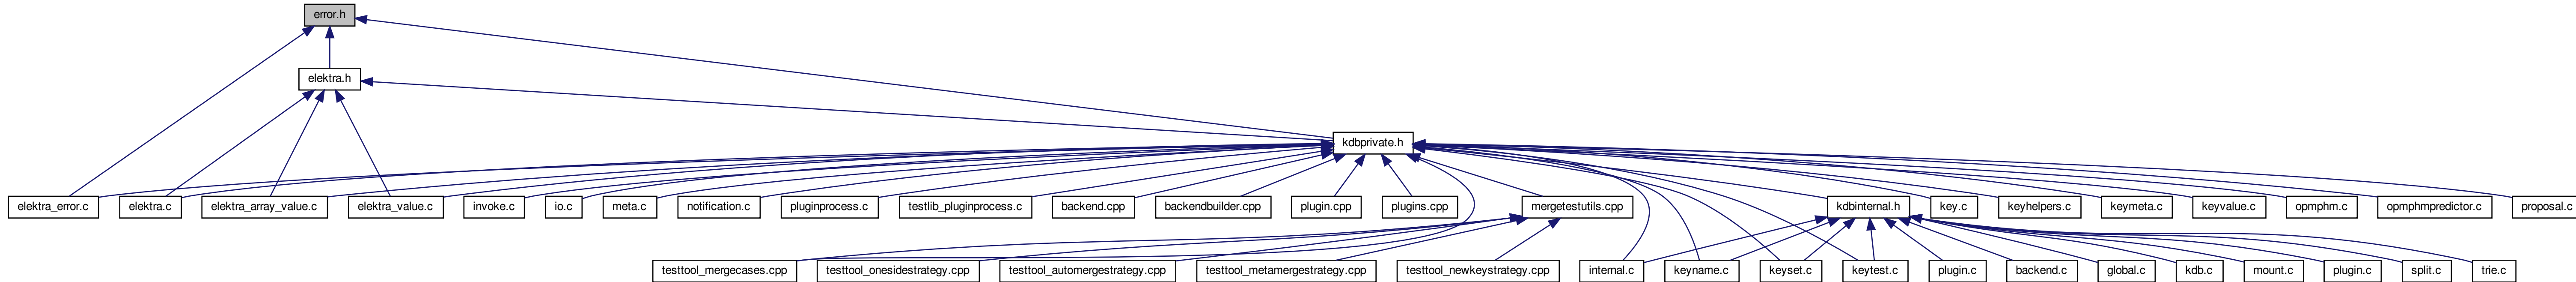 error.h
elektra.h
kdbprivate.h
elektra_error.c
elektra.c
elektra_array_value.c
elektra_value.c
invoke.c
io.c
meta.c
notification.c
pluginprocess.c
testlib_pluginprocess.c
backend.cpp
backendbuilder.cpp
plugin.cpp
plugins.cpp
mergetestutils.cpp
kdbinternal.h
key.c
keyhelpers.c
keymeta.c
keyvalue.c
opmphm.c
opmphmpredictor.c
proposal.c
testtool_mergecases.cpp
testtool_onesidestrategy.cpp
testtool_automergestrategy.cpp
testtool_metamergestrategy.cpp
testtool_newkeystrategy.cpp
internal.c
keyname.c
keyset.c
keytest.c
plugin.c
backend.c
global.c
kdb.c
mount.c
plugin.c
split.c
trie.c